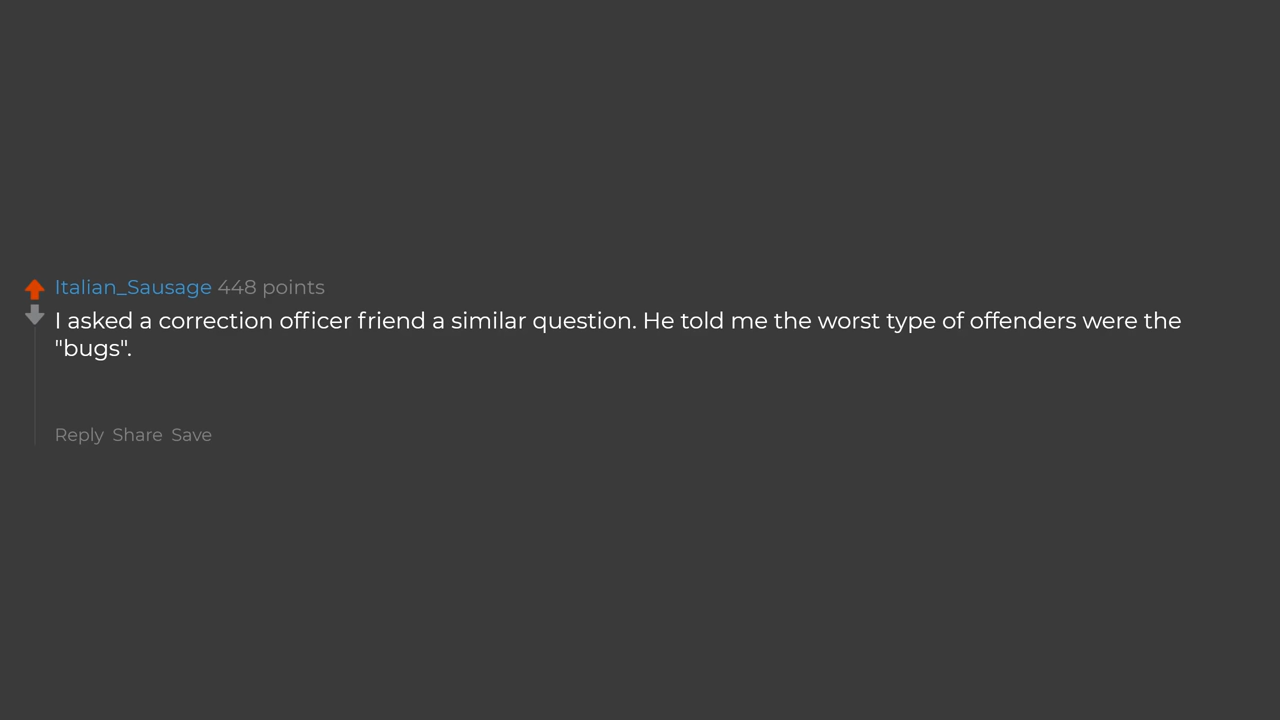 Italian_Sausage 448 points
I asked a correction officer friend a similar question. He told me the worst type of offenders were the
"bugs".
Reply Share Save